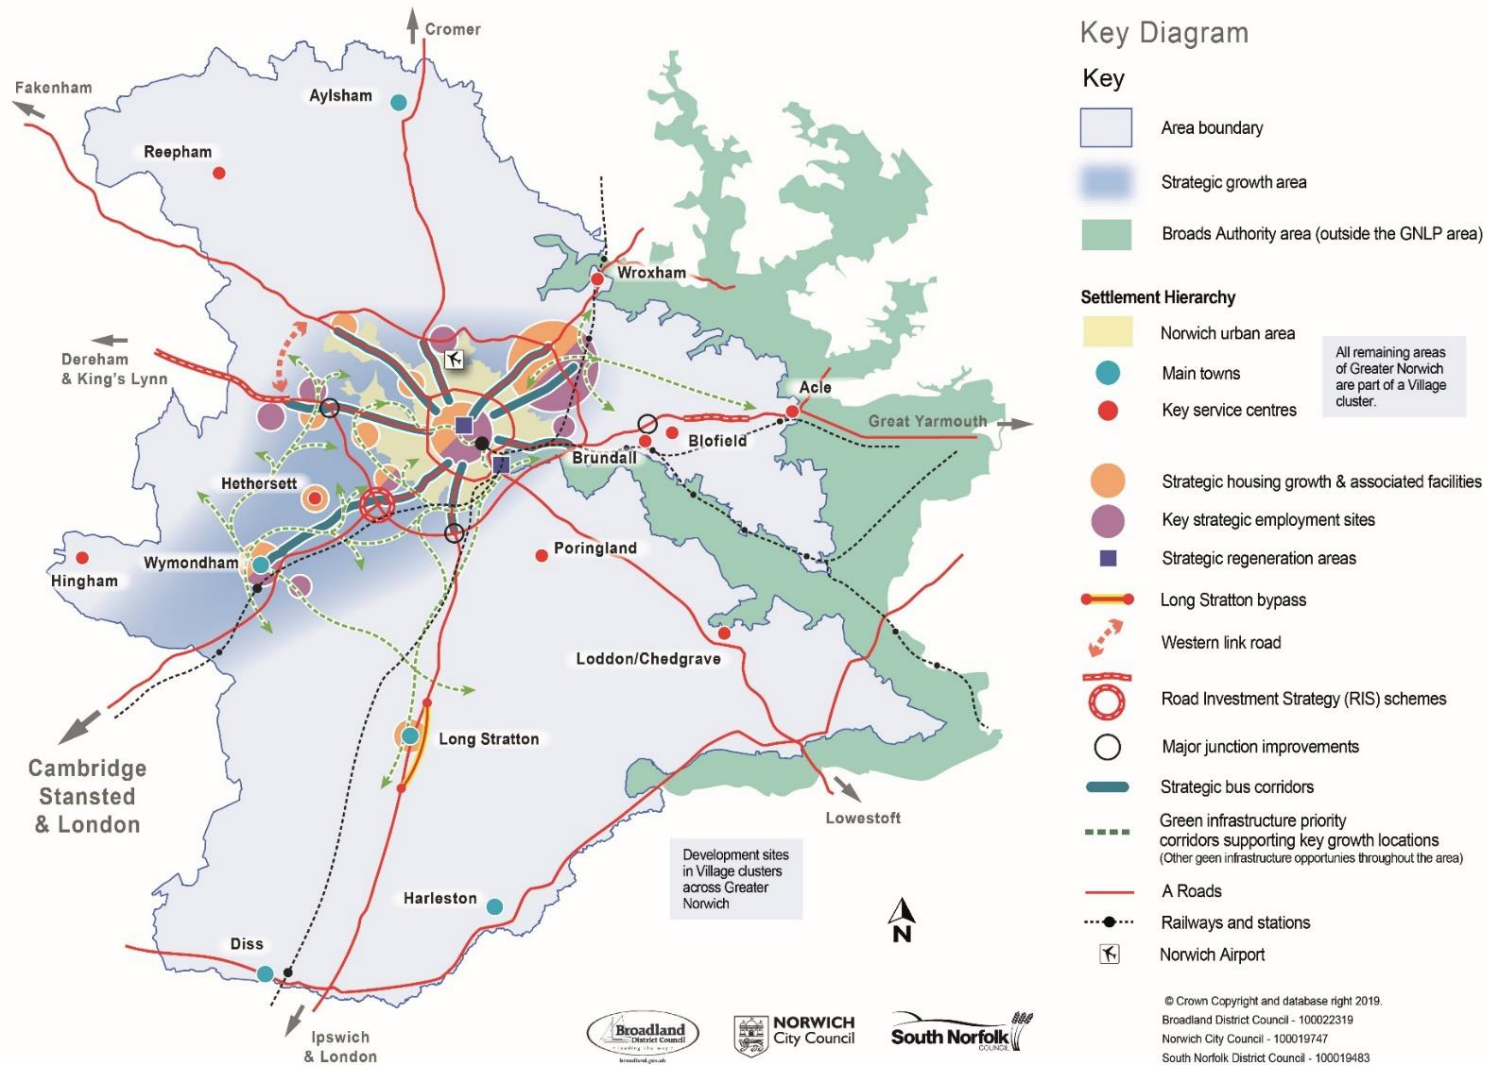 Key Diagram
Key
Area boundary
Strategic growth area
Broads Authority area (outside the GNLP area)
Settlement Hierarchy
Norwich urban area
Main towns
Key service centres
All remaining areas
of Greater Norwich
are part of a Village
cluster.
Strategic housing growth & associated facilities
Key strategic employment sites
Strategic regeneration areas
Long Stratton bypass
Western link road
Road Investment Strategy (RIS) schemes
Major junction improvements
Strategic bus corridors
Green infrastructure priority
corridors supporting key growth locations
(Other geen infrastructure opportunies throughout the area)
A Roads
Railways and stations
Norwich Airport
© Crown Copyright and database right 2019.
Broadland District Council - 100022319
Norwich City Council - 100019747
South Norfolk District Council - 100019483
Cromer
Fakenham
Aylsham
Reepham
Wroxham
Dereham
& King's Lynn
Acle
Great Yarmouth
Blofield
Brundall
Hethersett
Wymondham
Hingham
Poringland
Loddon/Chedgrave
Long Stratton
Cambridge
Stansted
& London
Lowestoft
Development sites
in Village clusters
across Greater
Norwich
Harleston
Diss
N
Ipswich
& London
Broadland
District Council
broadland.gov.uk
NORWICH
City Council
South Norfolk
COUNCIL